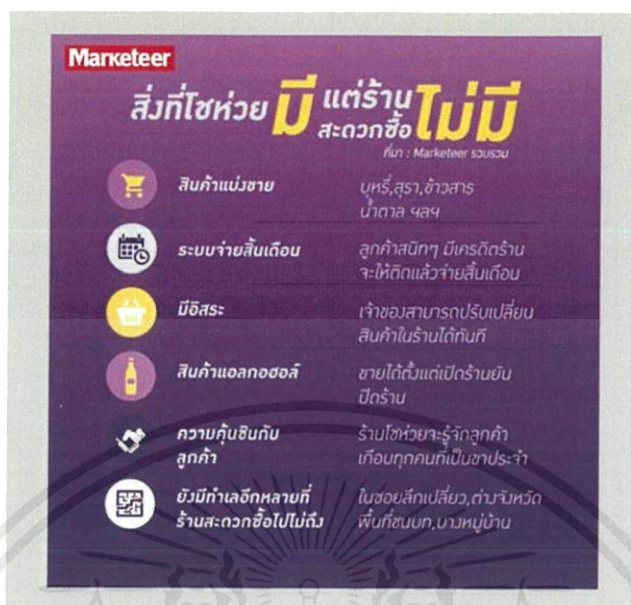 Marketeer
สิ่งที่โชห่วย มี แต่ร้านสะดวกซื้อ ไม่มี
ที่มา : Marketeer รวบรวม
สินค้าแบ่งขาย
บุหรี่,สุรา,ข้าวสาร
น้ำตาล ฯลฯ
ระบบจ่ายสิ้นเดือน
ลูกค้าสนิทๆ มีเครดิตร้าน
จะให้ติดแล้วจ่ายสิ้นเดือน
มีอิสระ
เจ้าของสามารถปรับเปลี่ยน
สินค้าในร้านได้ทันที
สินค้าแอลกอฮอล์
ขายได้ตั้งแต่เปิดร้านยัน
ปิดร้าน
ความคุ้นชินกับ
ลูกค้า
ร้านโชห่วยจะรู้จักลูกค้า
เกือบทุกคนที่เป็นขาประจำ
ยังมีทำเลอีกหลายที่
ร้านสะดวกซื้อไปไม่ถึง
ในซอยลึกเปลี่ยว,ต่างจังหวัด
พื้นที่ชนบท,บางหมู่บ้าน